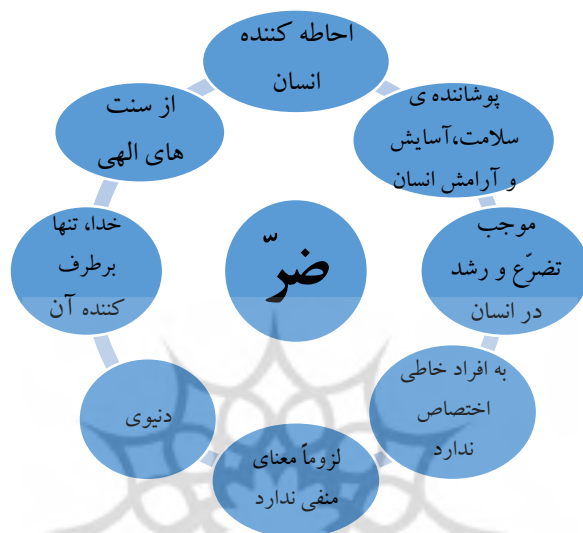 احاطه کننده
انسان
پوشاننده ی
سلامت،آسایش
و آرامش انسان
موجب
تضرّع و رشد
در انسان
به افراد خاطی
اختصاص
ندارد
لزوماً معنای
منفی ندارد
دنیوی
خدا، تنها
برطرف
کننده آن
از سنت
های الهی
ضرّ